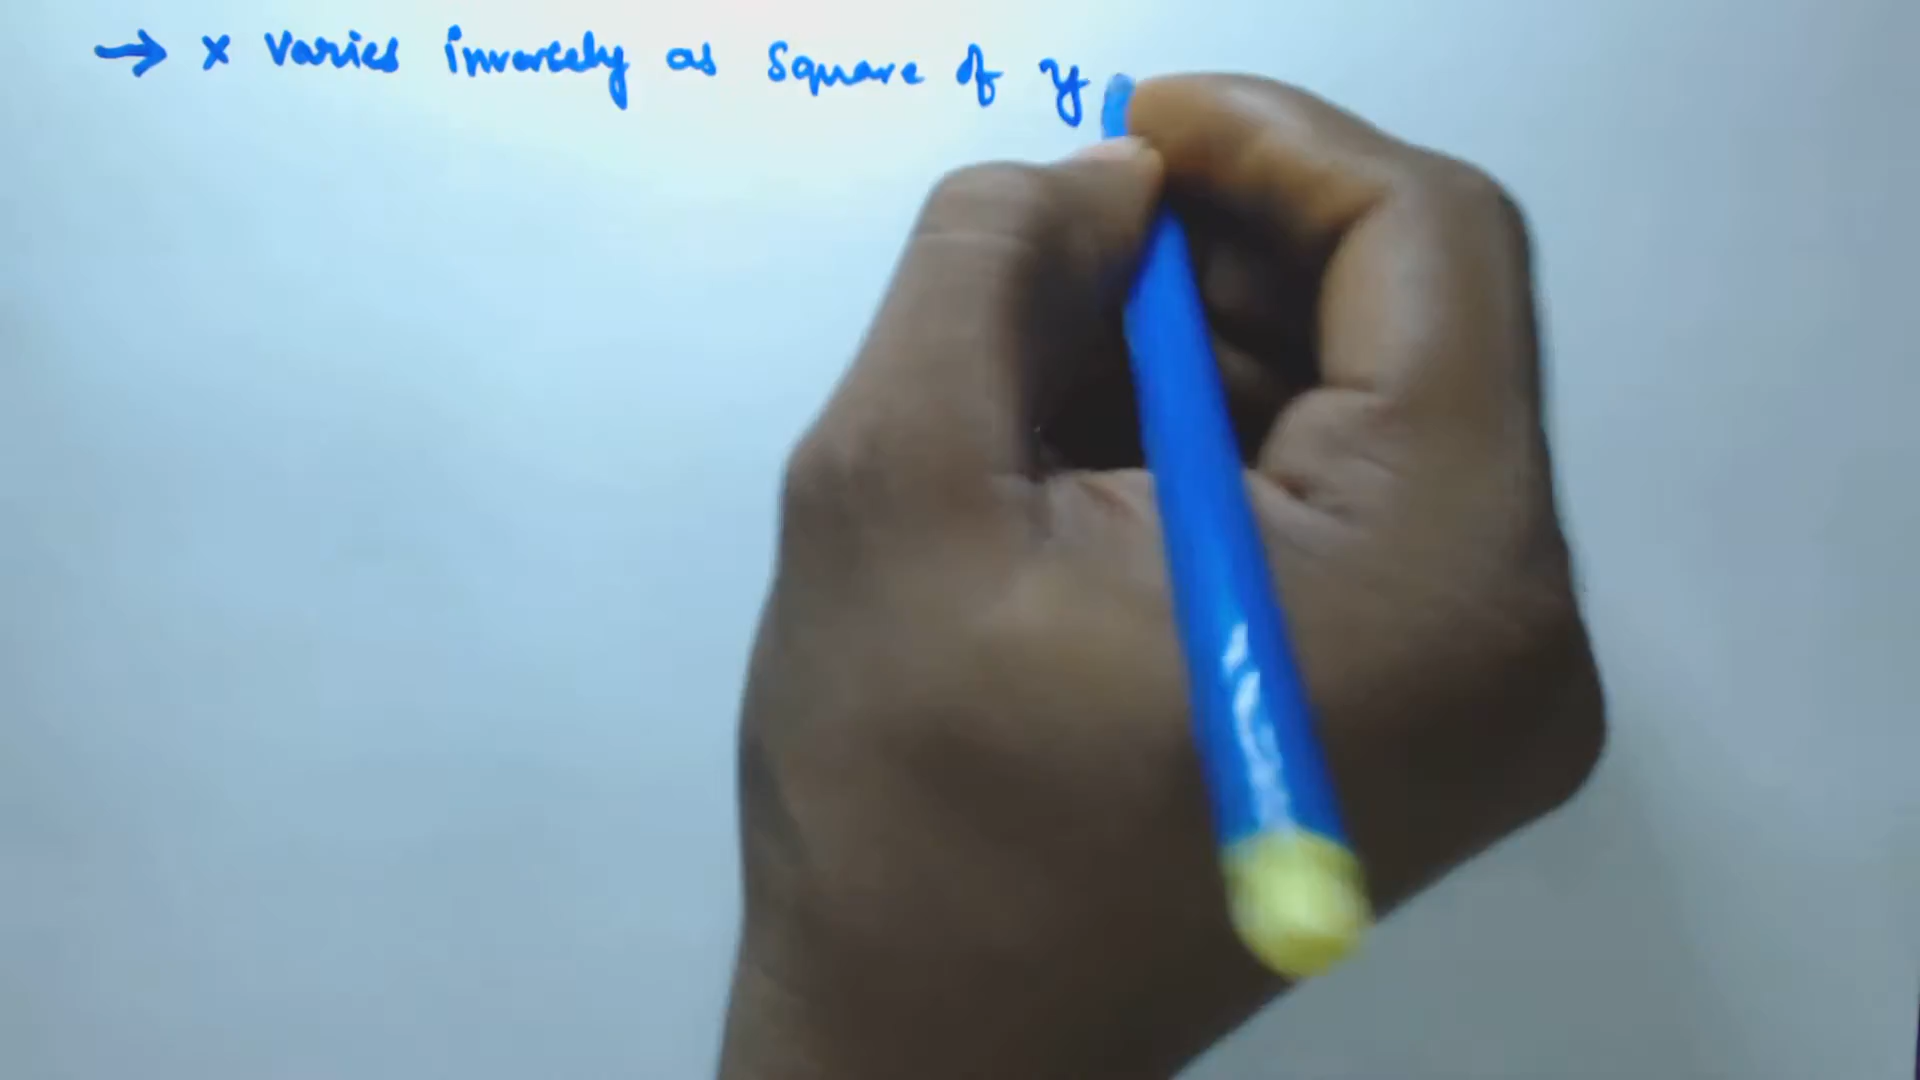 → x varies inversely as square of y